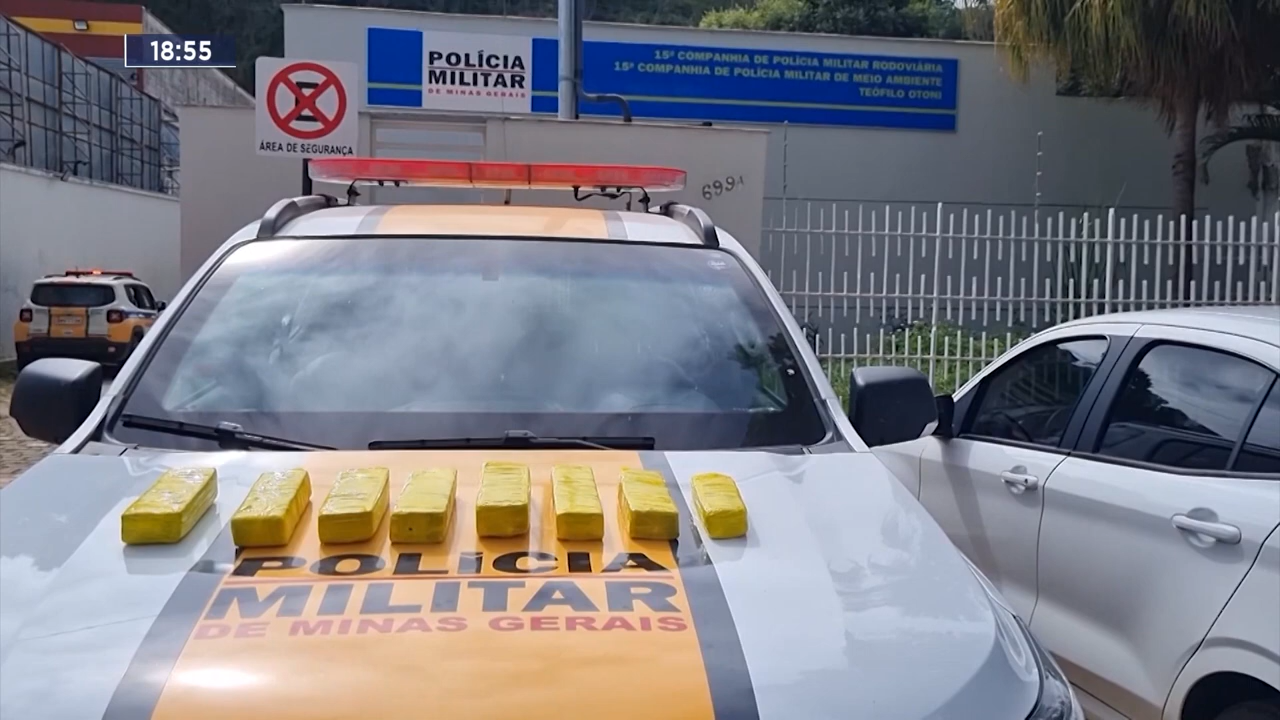 18:55
POLÍCIA
MILITAR
DE MINAS GERAIS
15ª COMPANHIA DE POLÍCIA MILITAR RODOVIÁRIA
15ª COMPANHIA DE POLÍCIA MILITAR DE MEIO AMBIENTE
TEÓFILO OTONI
ÁREA DE SEGURANÇA
699A
POLÍCIA
MILITAR
DE MINAS GERAIS